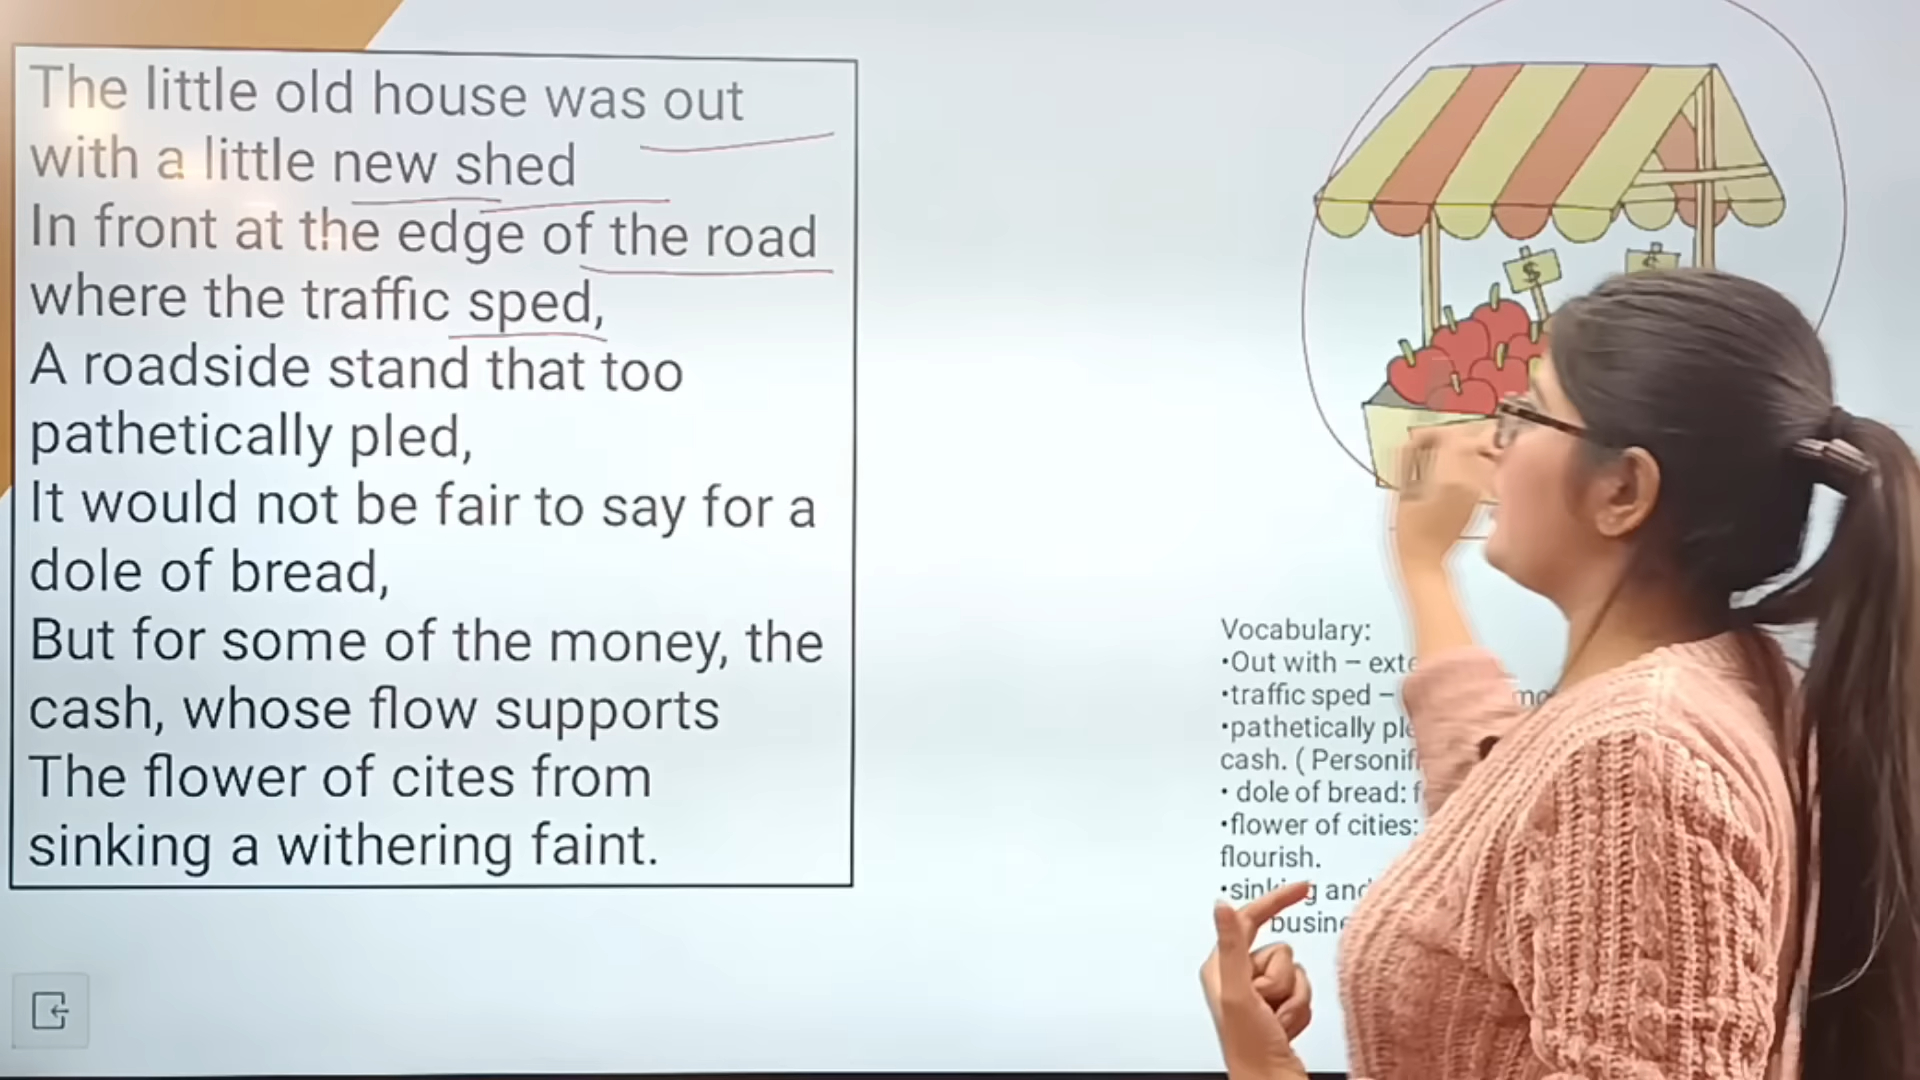 The little old house was out
with a little new shed
In front at the edge of the road
where the traffic sped,
A roadside stand that too
pathetically pled,
It would not be fair to say for a
dole of bread,
But for some of the money, the
cash, whose flow supports
The flower of cites from
sinking a withering faint.
$
Vocabulary:
•Out with –
•traffic sped –
•pathetically
cash. (
• dole of bread:
•flower of cities:
flourish.